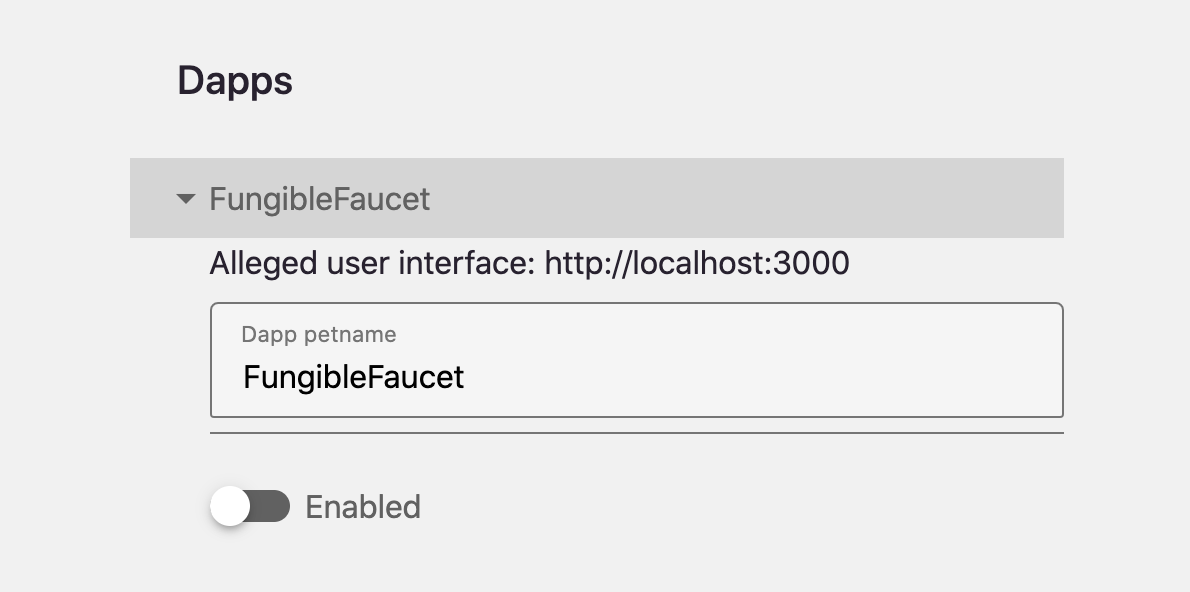 Dapps
FungibleFaucet
Alleged user interface: http://localhost:3000
Dapp petname
FungibleFaucet
Enabled